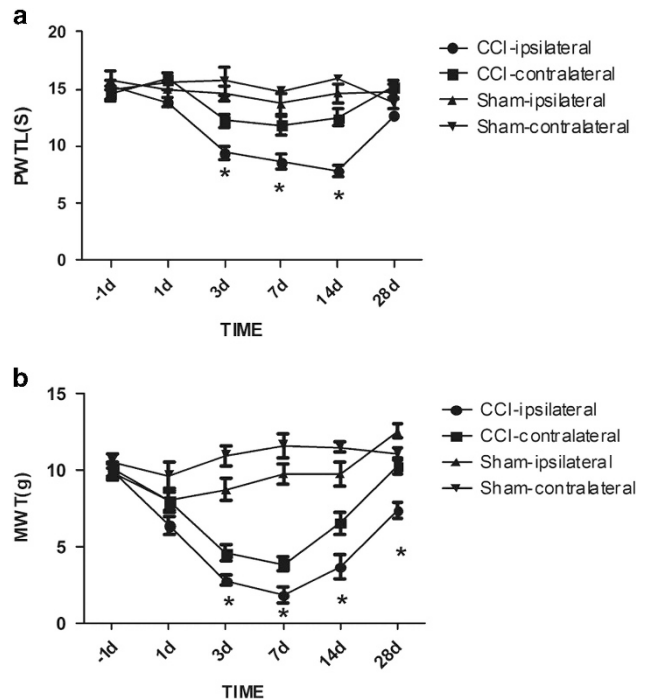 a
20
15
10
5
0
PWTL(S)
-1d 1d 3d 7d 14d 28d
TIME
* * *
CCI-ipsilateral
CCI-contralateral
Sham-ipsilateral
Sham-contralateral
b
15
10
5
0
MWT(g)
-1d 1d 3d 7d 14d 28d
TIME
* * * *
CCI-ipsilateral
CCI-contralateral
Sham-ipsilateral
Sham-contralateral